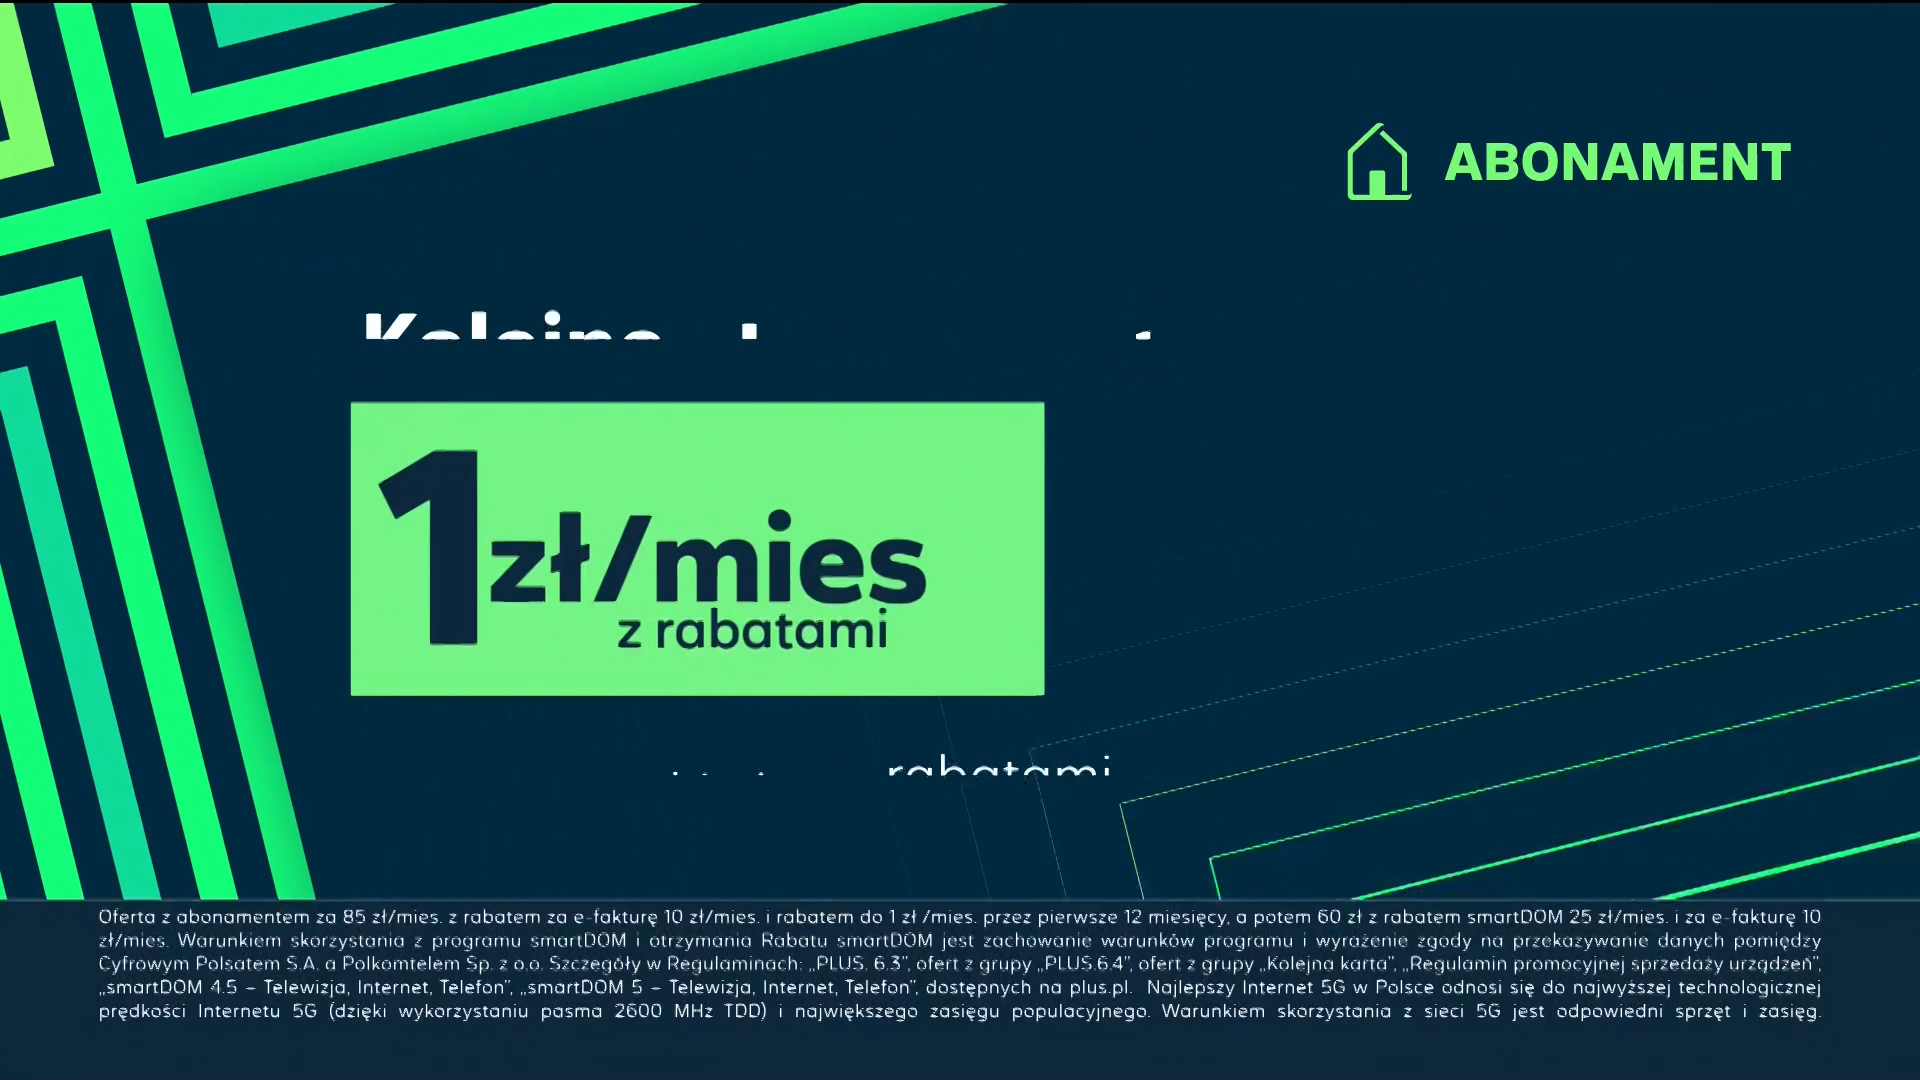 ABONAMENT
Kolejne
1 zł/mies
z rabatami
rabatami
Oferta z abonamentem za 85 zł/mies. z rabatem za e-fakturę 10 zł/mies. i rabatem do 1 zł /mies. przez pierwsze 12 miesięcy, a potem 60 zł z rabatem smartDOM 25 zł/mies. i za e-fakturę 10
zł/mies. Warunkiem skorzystania z programu smartDOM i otrzymania Rabatu smartDOM jest zachowanie warunków programu i wyrażenie zgody na przekazywanie danych pomiędzy
Cyfrowym Polsatem S.A. a Polkomtelem Sp. z o.o. Szczegóły w Regulaminach: „PLUS. 6.3”, ofert z grupy „PLUS.6.4”, ofert z grupy „Kolejna karta”, „Regulamin promocyjnej sprzedaży urządzeń”,
„smartDOM 4.5 – Telewizja, Internet, Telefon”, „smartDOM 5 – Telewizja, Internet, Telefon”, dostępnych na plus.pl. Najlepszy Internet 5G w Polsce odnosi się do najwyższej technologicznej
prędkości Internetu 5G (dzięki wykorzystaniu pasma 2600 MHz TDD) i największego zasięgu populacyjnego. Warunkiem skorzystania z sieci 5G jest odpowiedni sprzęt i zasięg.